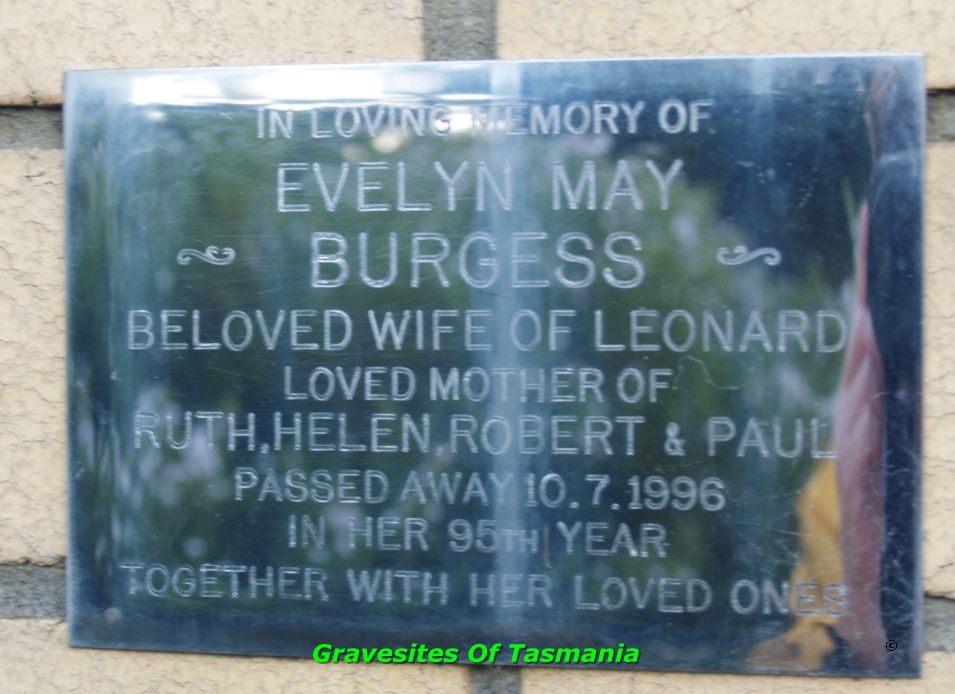 IN LOVING MEMORY OF
EVELYN MAY
BURGESS
BELOVED WIFE OF LEONARD
LOVED MOTHER OF
RUTH, HELEN, ROBERT & PAUL
PASSED AWAY 10.7.1996
IN HER 95TH YEAR
TOGETHER WITH HER LOVED ONES
Gravesites Of Tasmania
©